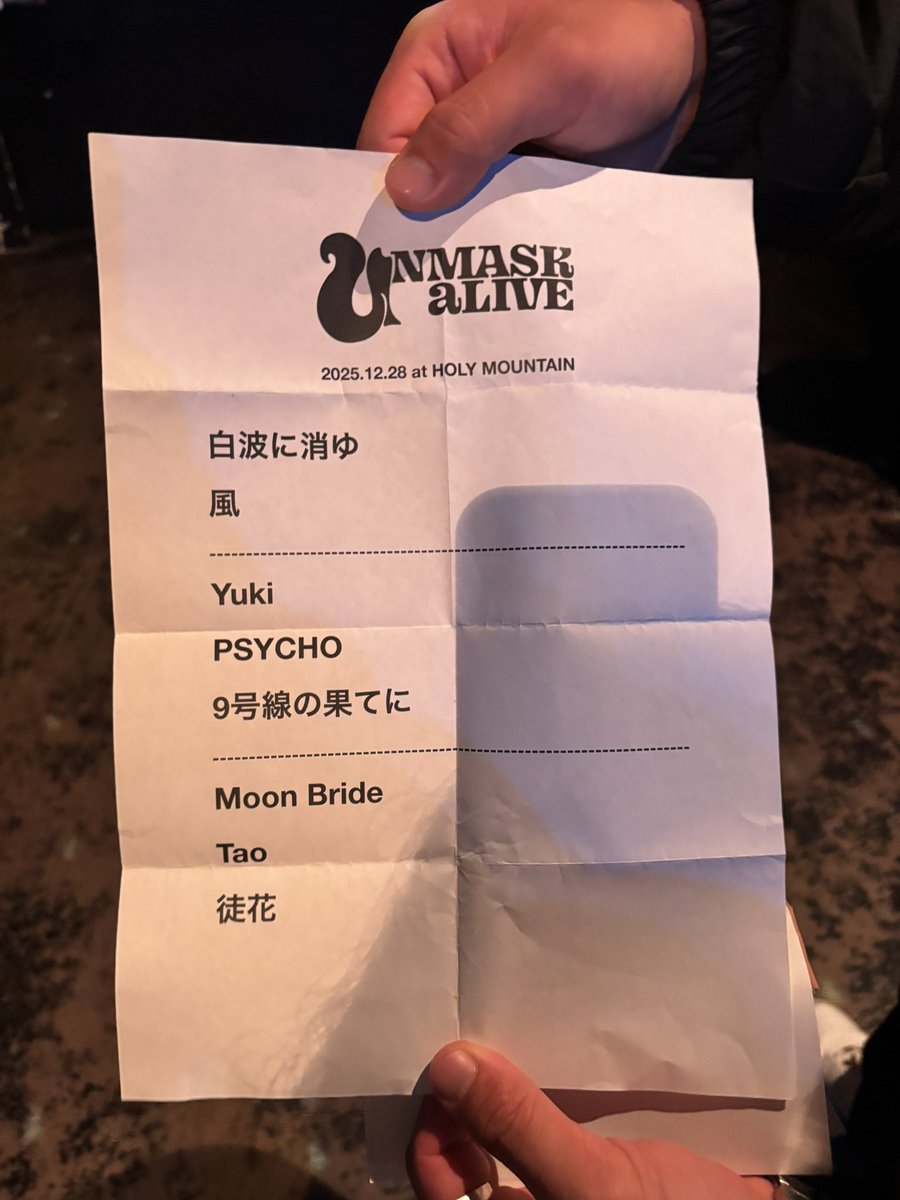 UNMASK
aLIVE
2025.12.28 at HOLY MOUNTAIN
白波に消ゆ
風
Yuki
PSYCHO
9号線の果てに
Moon Bride
Tao
徒花